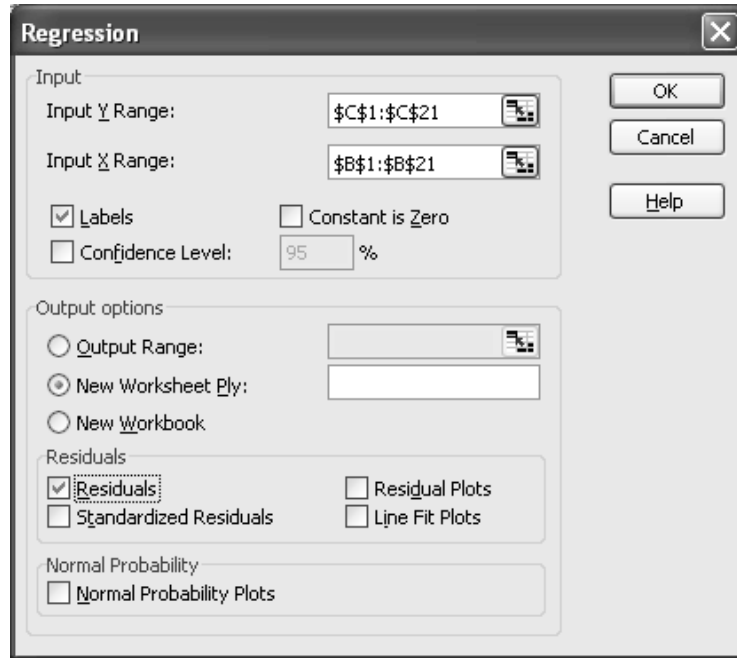 Regression
Input
Input Y Range:
$C$1:$C$21
Input X Range:
$B$1:$B$21
Labels
Constant is Zero
Confidence Level:
95
%
OK
Cancel
Help
Output options
Output Range:
New Worksheet Ply:
New Workbook
Residuals
Residuals
Residual Plots
Standardized Residuals
Line Fit Plots
Normal Probability
Normal Probability Plots